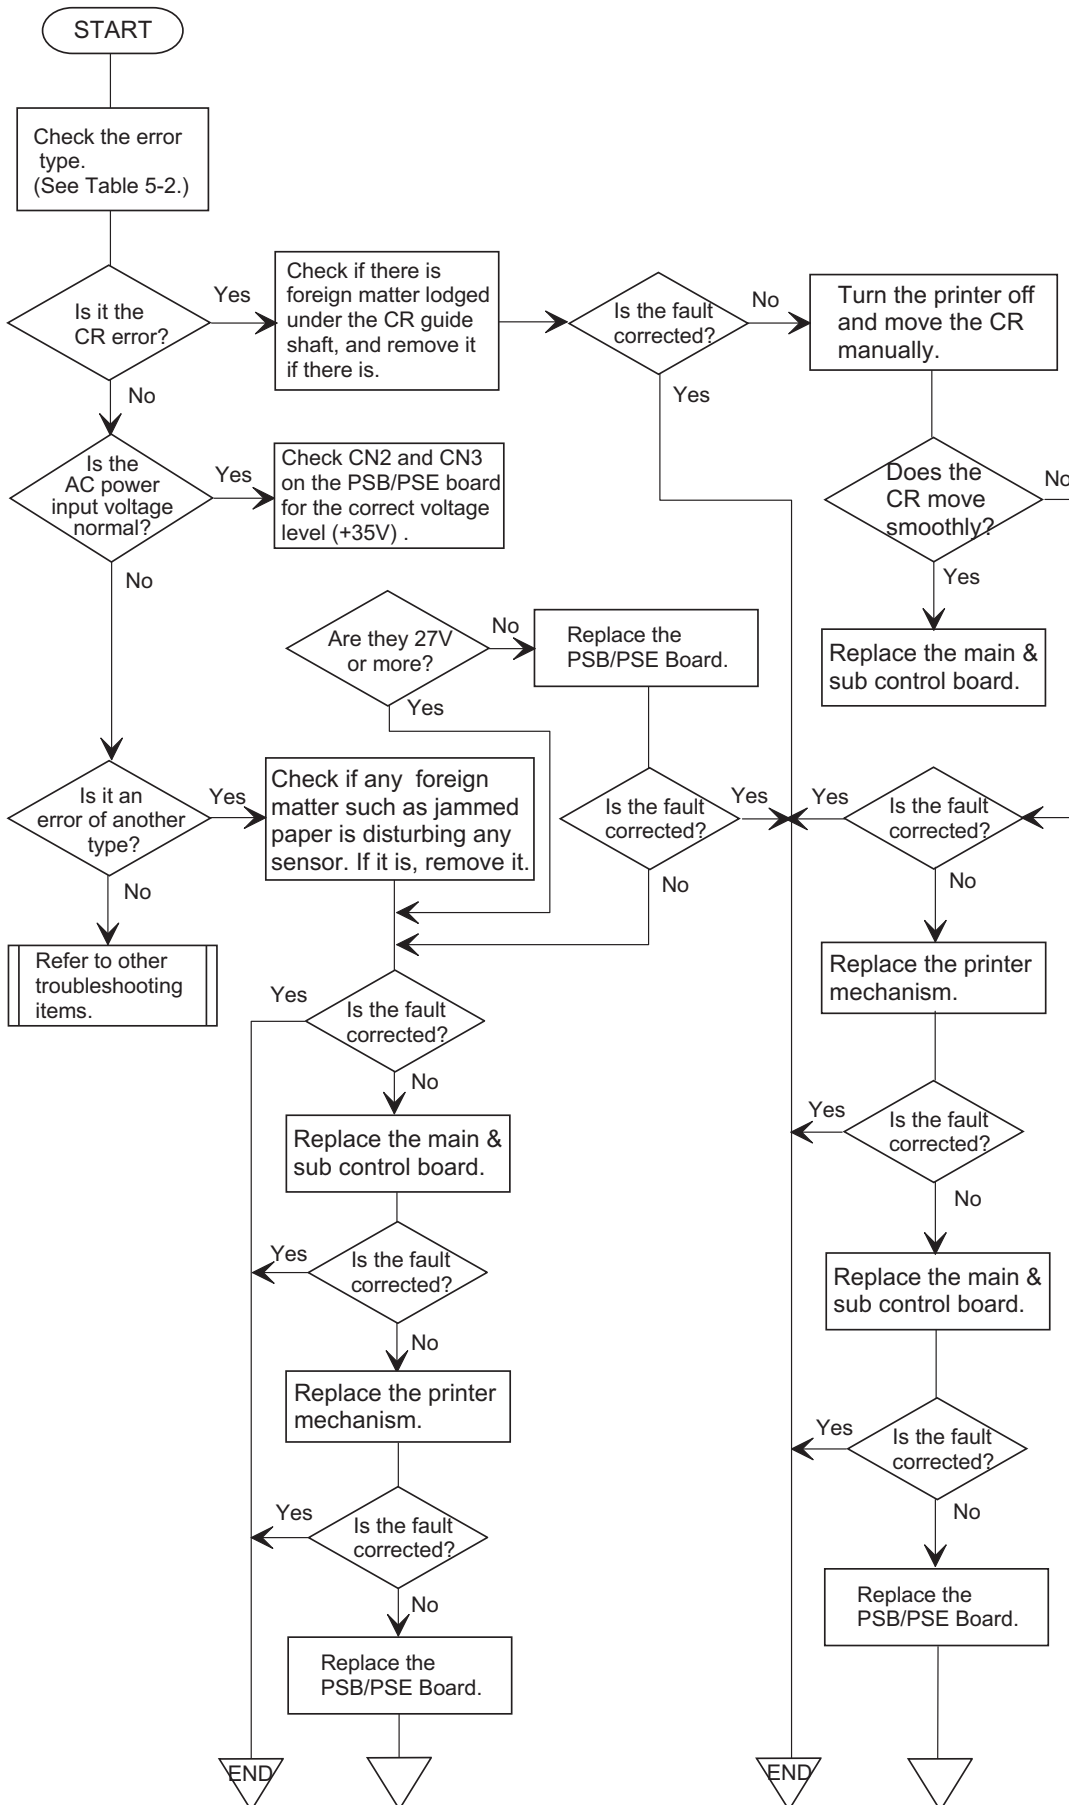 START
Check the error
type.
(See Table 5-2.)
Is it the
CR error?
Yes
No
Check if there is
foreign matter lodged
under the CR guide
shaft, and remove it
if there is.
Is the fault
corrected?
No
Yes
Turn the printer off
and move the CR
manually.
Does the
CR move
smoothly?
No
Yes
Replace the main &
sub control board.
Is the
AC power
input voltage
normal?
Yes
No
Check CN2 and CN3
on the PSB/PSE board
for the correct voltage
level (+35V) .
Are they 27V
or more?
No
Yes
Replace the
PSB/PSE Board.
Is the fault
corrected?
Yes
No
Is it an
error of another
type?
Yes
No
Check if any foreign
matter such as jammed
paper is disturbing any
sensor. If it is, remove it.
Refer to other
troubleshooting
items.
Is the fault
corrected?
Yes
No
Replace the main &
sub control board.
Is the fault
corrected?
Yes
No
Replace the printer
mechanism.
Is the fault
corrected?
Yes
No
Replace the
PSB/PSE Board.
END
Is the fault
corrected?
Yes
No
Replace the printer
mechanism.
Is the fault
corrected?
Yes
No
Replace the main &
sub control board.
Is the fault
corrected?
Yes
No
Replace the
PSB/PSE Board.
END